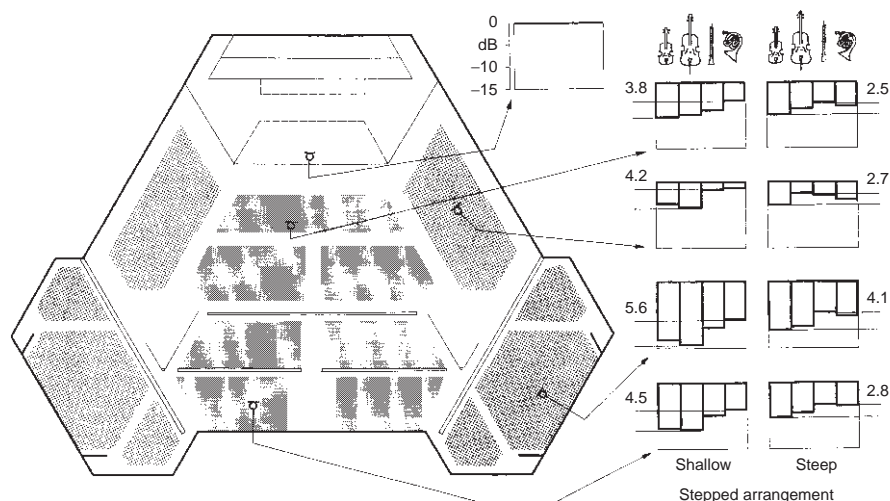 0
dB
–10
–15
3.8
2.5
4.2
2.7
5.6
4.1
4.5
2.8
Shallow
Steep
Stepped arrangement